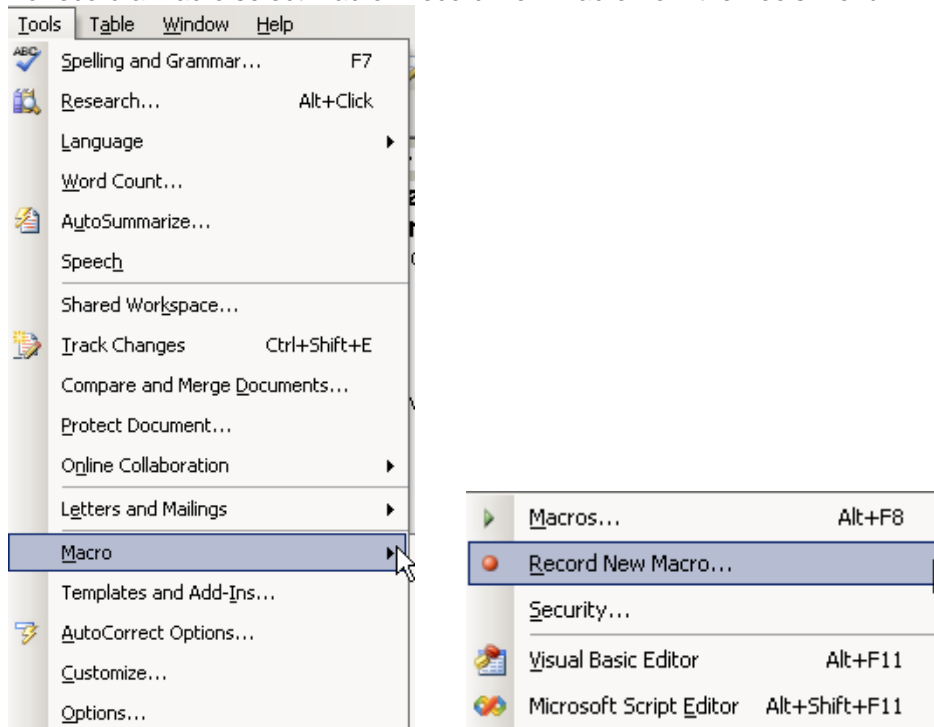 Tools Table Window Help
ABC
Spelling and Grammar... F7
Research... Alt+Click
Language
Word Count...
AutoSummarize...
Speech
Shared Workspace...
Track Changes Ctrl+Shift+E
Compare and Merge Documents...
Protect Document...
Online Collaboration
Letters and Mailings
Macro
Templates and Add-Ins...
AutoCorrect Options...
Customize...
Options...
Macros... Alt+F8
Record New Macro...
Security...
Visual Basic Editor Alt+F11
Microsoft Script Editor Alt+Shift+F11